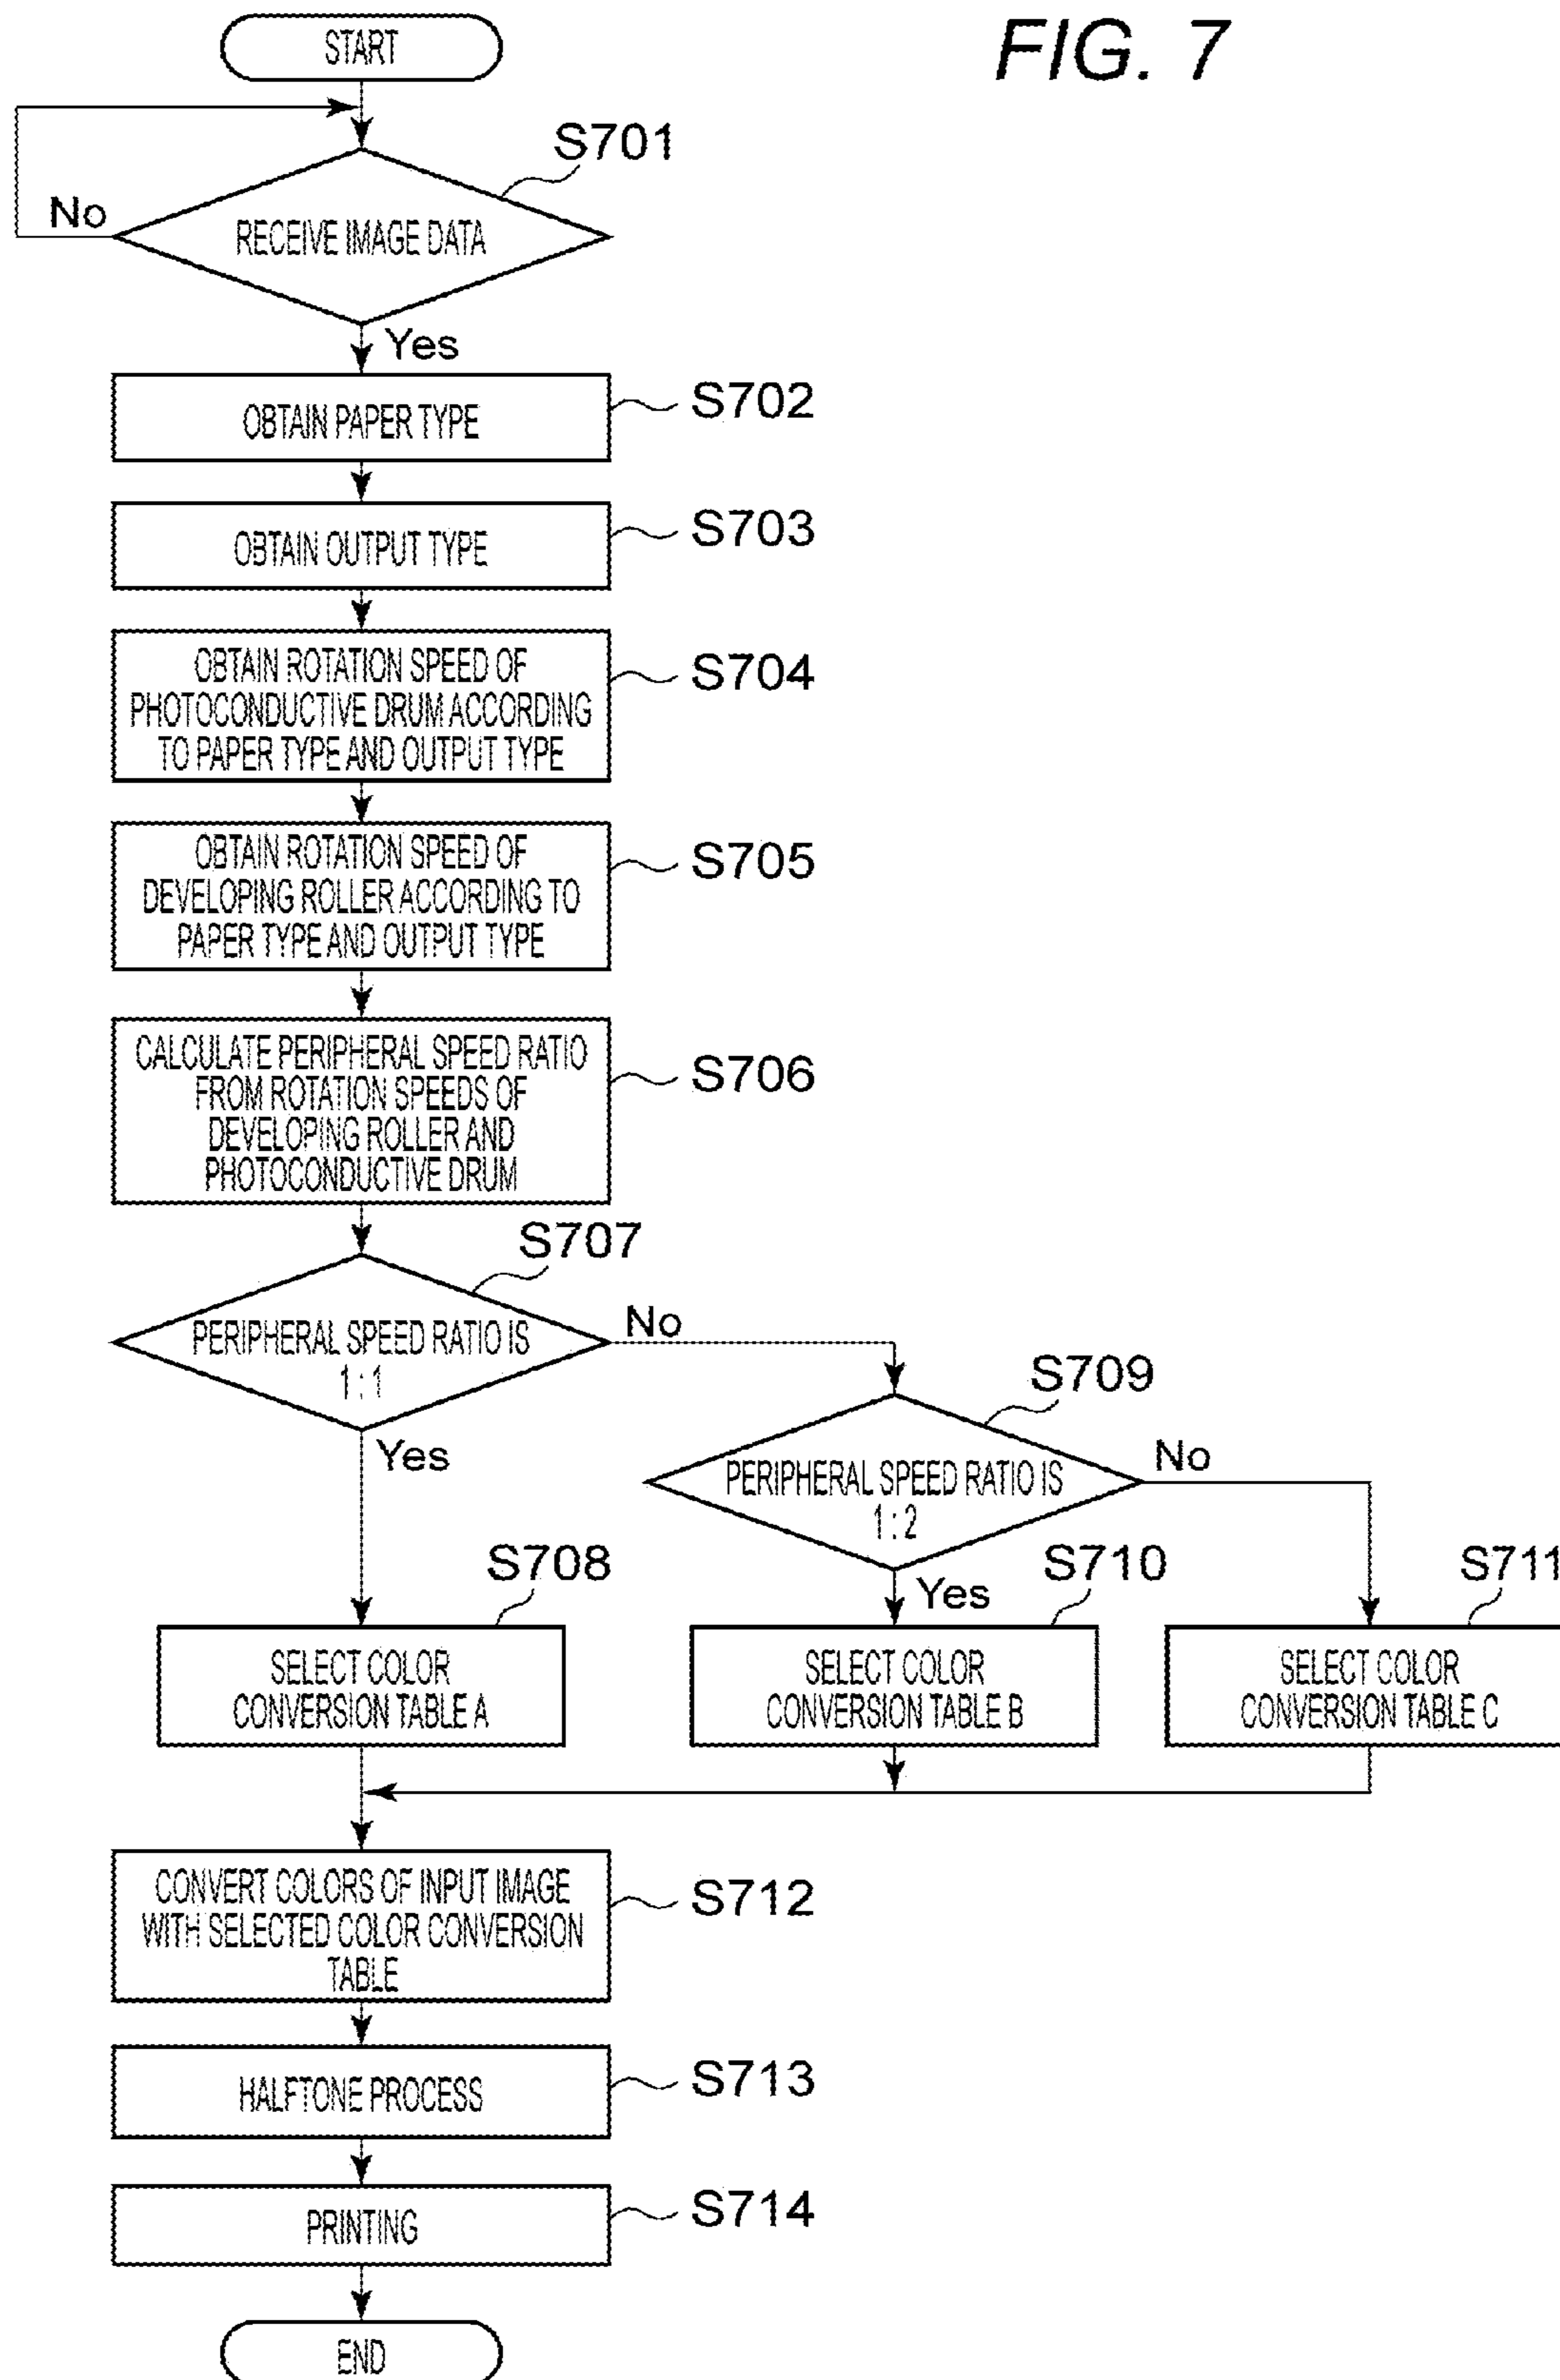 FIG. 7
START
S701
No
RECEIVE IMAGE DATA
Yes
S702
OBTAIN PAPER TYPE
S703
OBTAIN OUTPUT TYPE
S704
OBTAIN ROTATION SPEED OF
PHOTOCONDUCTIVE DRUM ACCORDING
TO PAPER TYPE AND OUTPUT TYPE
S705
OBTAIN ROTATION SPEED OF
DEVELOPING ROLLER ACCORDING TO
PAPER TYPE AND OUTPUT TYPE
S706
CALCULATE PERIPHERAL SPEED RATIO
FROM ROTATION SPEEDS OF
DEVELOPING ROLLER AND
PHOTOCONDUCTIVE DRUM
S707
No
PERIPHERAL SPEED RATIO IS
1 : 1
Yes
S709
No
PERIPHERAL SPEED RATIO IS
1 : 2
Yes
S708
SELECT COLOR
CONVERSION TABLE A
S710
SELECT COLOR
CONVERSION TABLE B
S711
SELECT COLOR
CONVERSION TABLE C
S712
CONVERT COLORS OF INPUT IMAGE
WITH SELECTED COLOR CONVERSION
TABLE
S713
HALFTONE PROCESS
S714
PRINTING
END